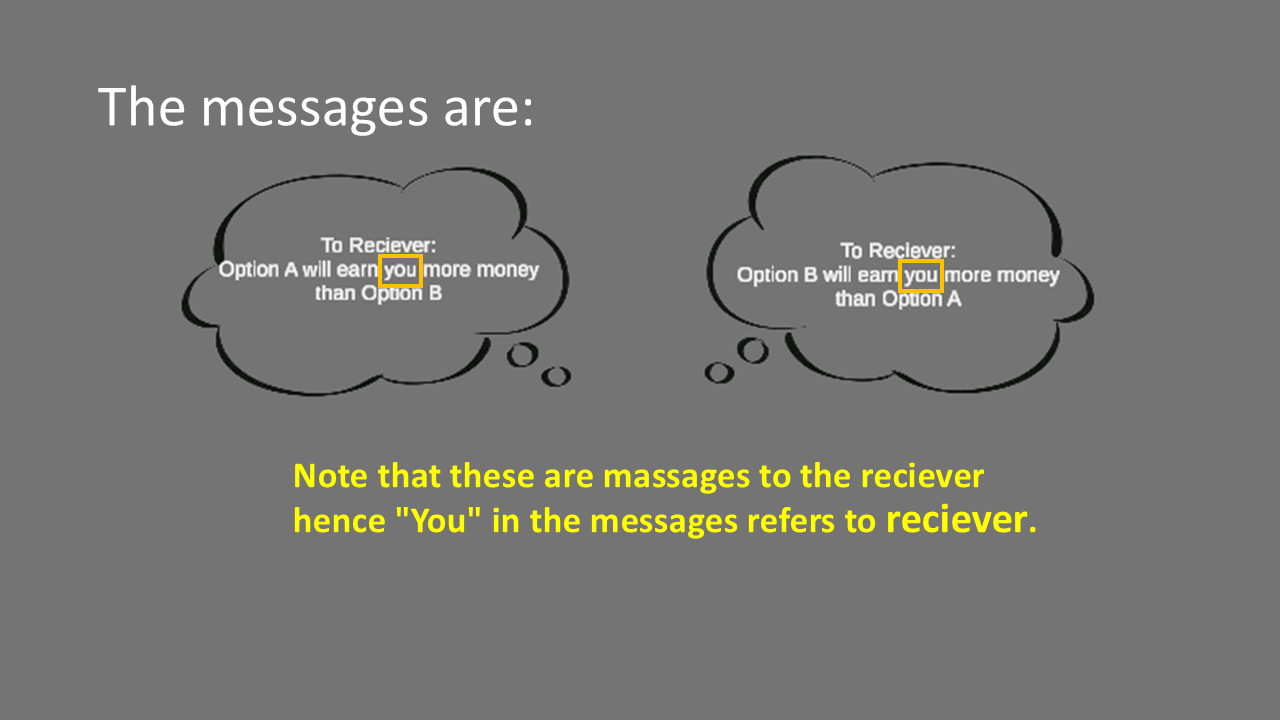 The messages are:
To Reciever:
Option A will earn you more money
than Option B
To Reciever:
Option B will earn you more money
than Option A
Note that these are massages to the reciever
hence "You" in the messages refers to reciever.